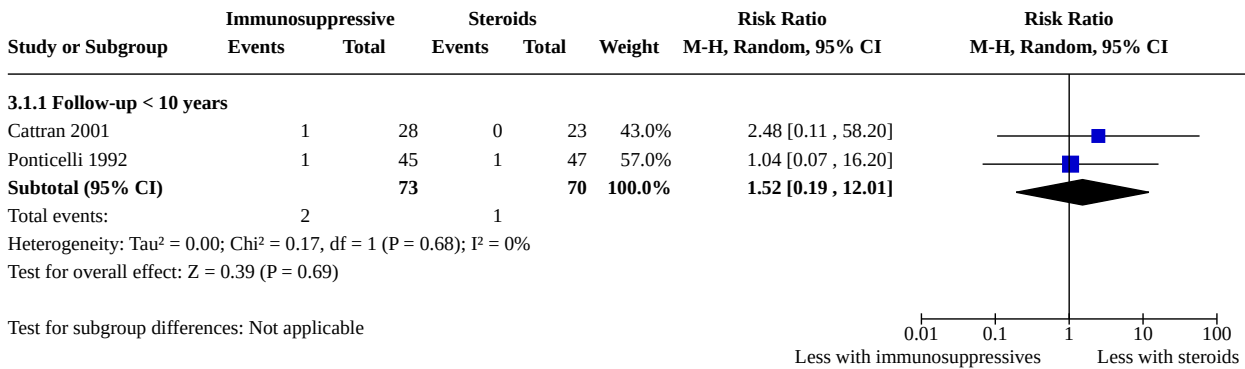 Immunosuppressive Steroids Risk Ratio Risk Ratio
Study or Subgroup Events Total Events Total Weight M-H, Random, 95% CI M-H, Random, 95% CI
3.1.1 Follow-up < 10 years
Cattran 2001 1 28 0 23 43.0% 2.48 [0.11 , 58.20]
Ponticelli 1992 1 45 1 47 57.0% 1.04 [0.07 , 16.20]
Subtotal (95% CI) 73 70 100.0% 1.52 [0.19 , 12.01]
Total events: 2 1
Heterogeneity: Tau² = 0.00; Chi² = 0.17, df = 1 (P = 0.68); I² = 0%
Test for overall effect: Z = 0.39 (P = 0.69)
Test for subgroup differences: Not applicable
0.01 0.1 1 10 100
Less with immunosuppressives Less with steroids